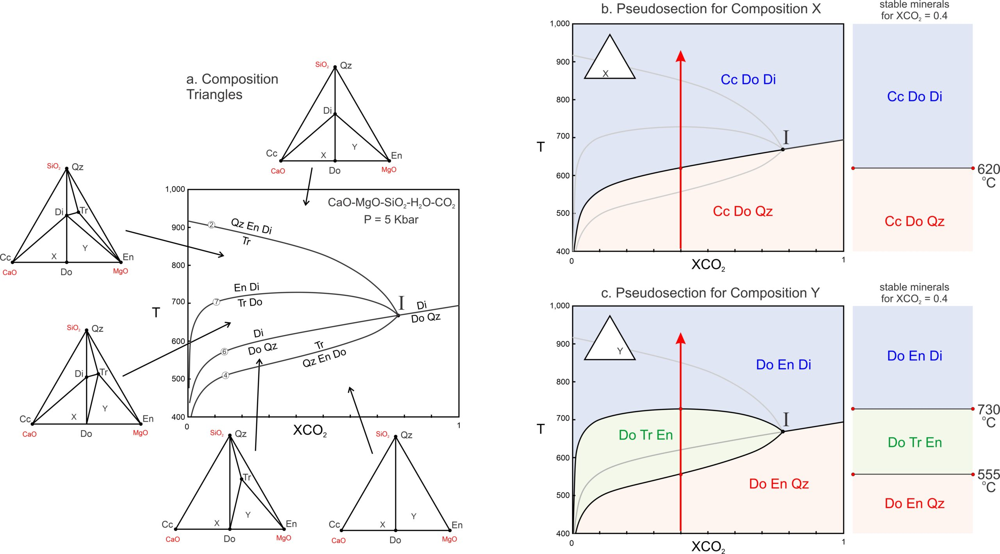 a. Composition
Triangles
SiO₂ Qz
Di
X
Y
Cc
En
CaO
Do
MgO
SiO₂ Qz
Di
Tr
X
Y
Cc
En
CaO
Do
MgO
SiO₂ Qz
Di
Tr
X
Y
Cc
En
CaO
Do
MgO
SiO₂ Qz
Tr
X
Y
Cc
En
CaO
Do
MgO
SiO₂ Qz
X
Y
Cc
En
CaO
Do
MgO
CaO-MgO-SiO₂-H₂O-CO₂
P = 5 Kbar
1,000
900
800
700
600
500
400
T
0
1
XCO₂
② Qz En Di
Tr
En Di
⑦ Tr Do
I
Di
Do Qz
Di
⑥ Do Qz
Tr
④ Qz En Do
b. Pseudosection for Composition X
1,000
900
800
700
600
500
400
T
X
Cc Do Di
I
Cc Do Qz
0
1
XCO₂
stable minerals
for XCO₂ = 0.4
Cc Do Di
620
°C
Cc Do Qz
c. Pseudosection for Composition Y
1,000
900
800
700
600
500
400
T
Y
Do En Di
I
Do Tr En
Do En Qz
0
1
XCO₂
stable minerals
for XCO₂ = 0.4
Do En Di
730
°C
Do Tr En
555
°C
Do En Qz